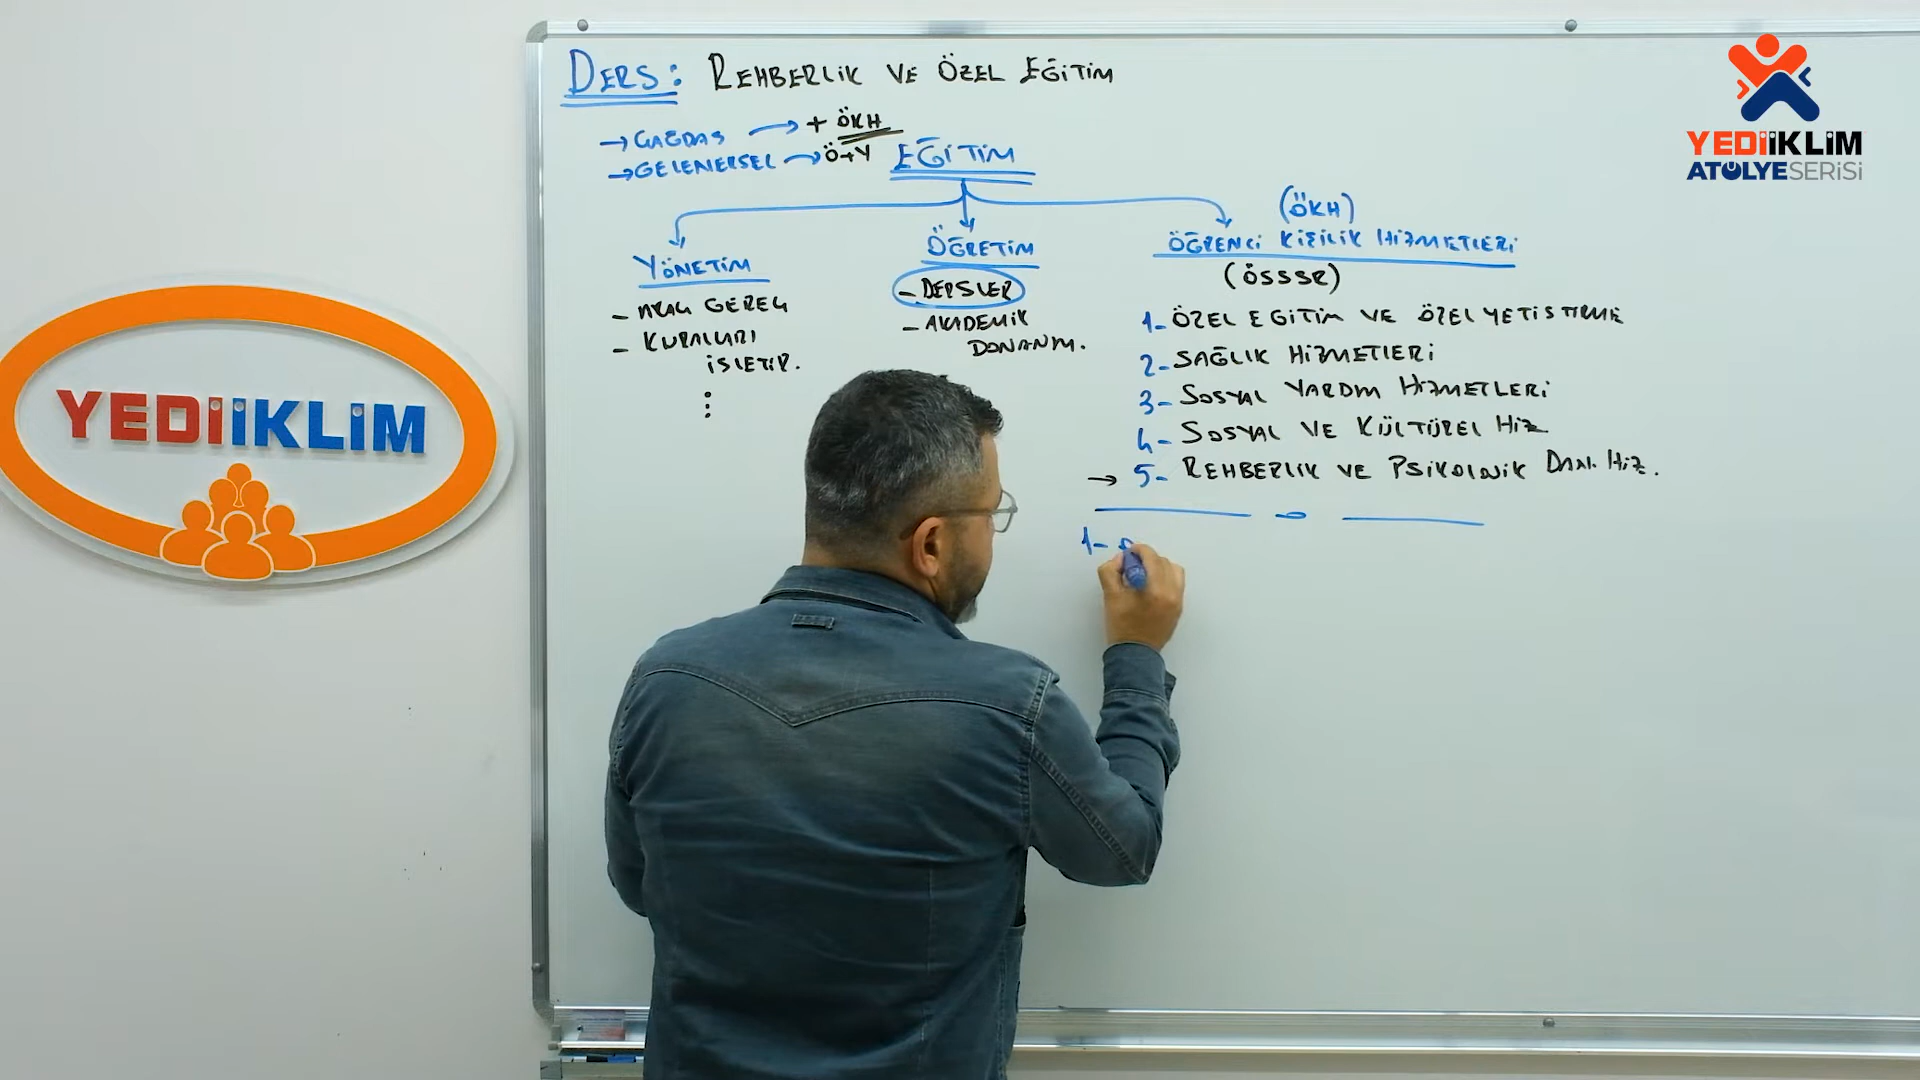 DERS: REHBERLİK VE ÖZEL EĞİTİM
→ ÇAĞDAŞ → + ÖKH
→ GELENEKSEL → Ö+Y
EĞİTİM
YÖNETİM
- ARAÇ GEREÇ
- KURALLARI
İŞLETİR.
ÖĞRETİM
- DERSLER
- AKADEMİK
DONANIM.
(ÖKH)
ÖĞRENCİ KİŞİLİK HİZMETLERİ
(ÖSSSR)
1- ÖZEL EĞİTİM VE ÖZEL YETİŞTİRME
2- SAĞLIK HİZMETLERİ
3- SOSYAL YARDIM HİZMETLERİ
4- SOSYAL VE KÜLTÜREL HİZ
→ 5- REHBERLİK VE PSİKOLOJİK DAN. HİZ.
1-
YEDİİKLİM
YEDİİKLİM
ATÖLYESERİSİ